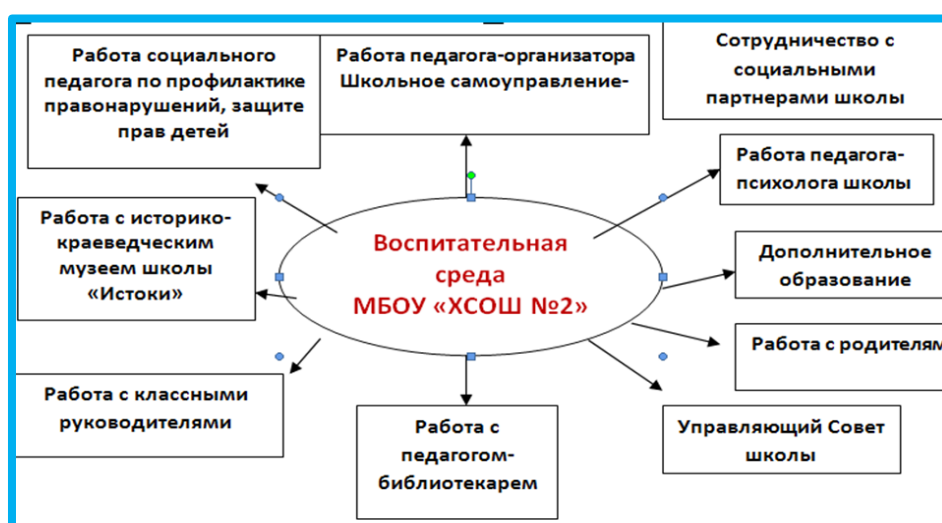 Работа социального
педагога по профилактике
правонарушений, защите
прав детей
Работа педагога-организатора
Школьное самоуправление-
Сотрудничество с
социальными
партнерами школы
Работа педагога-
психолога школы
Работа с историко-
краеведческим
музеем школы
«Истоки»
Воспитательная
среда
МБОУ «ХСОШ №2»
Дополнительное
образование
Работа с родителям
Работа с классными
руководителями
Работа с
педагогом-
библиотекарем
Управляющий Совет
школы